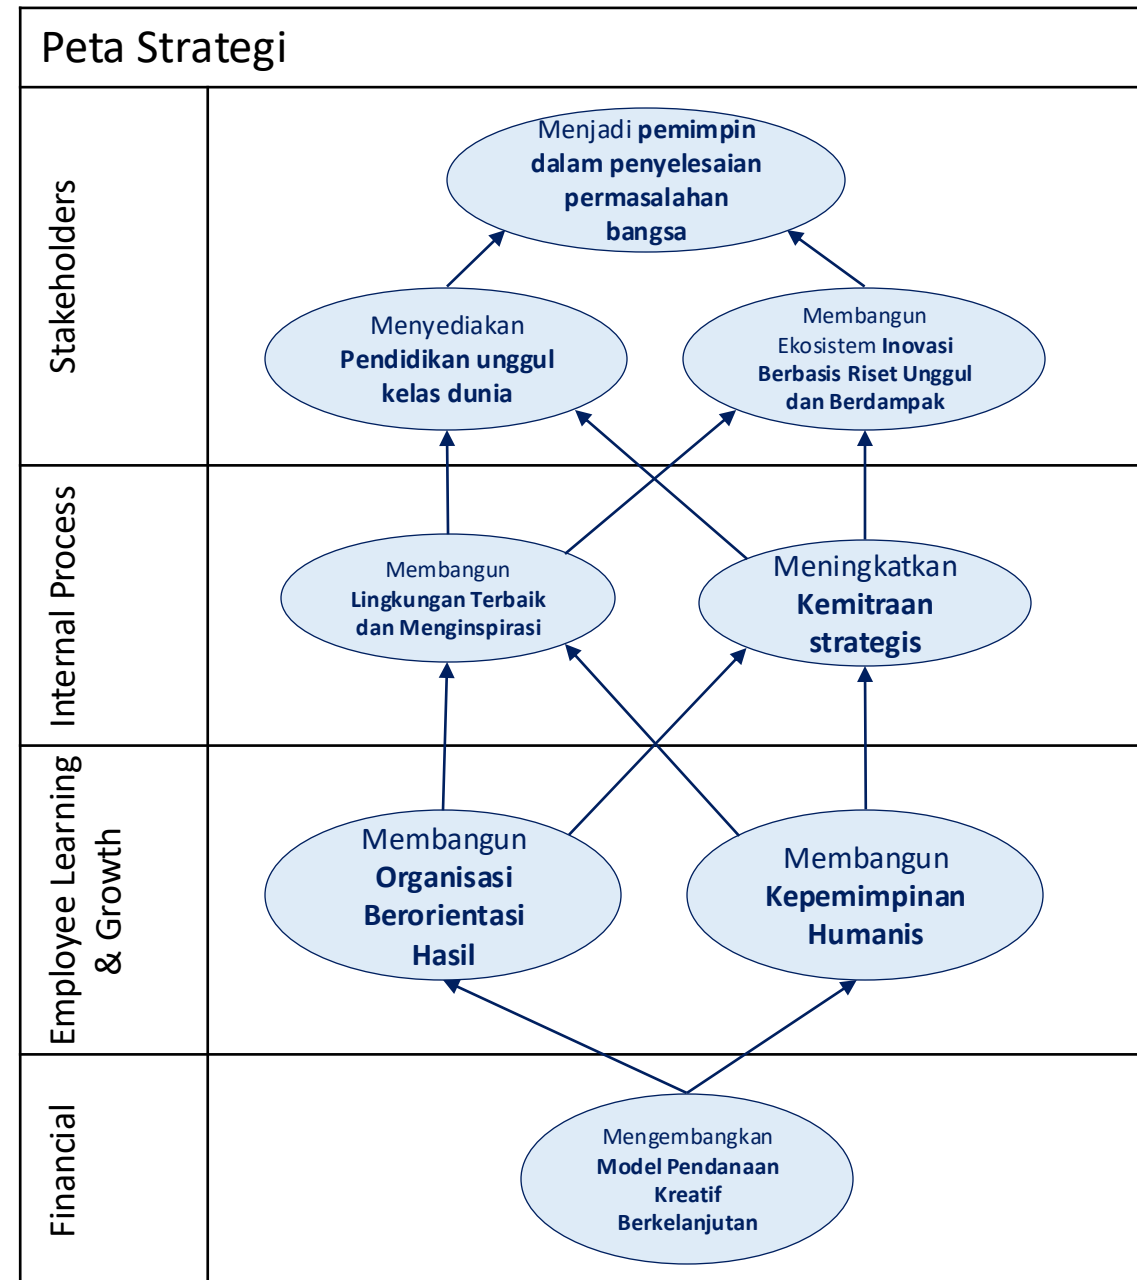 Peta Strategi
Stakeholders
Menjadi pemimpin
dalam penyelesaian
permasalahan
bangsa
Menyediakan
Pendidikan unggul
kelas dunia
Membangun
Ekosistem Inovasi
Berbasis Riset Unggul
dan Berdampak
Internal Process
Membangun
Lingkungan Terbaik
dan Menginspirasi
Meningkatkan
Kemitraan
strategis
Employee Learning
& Growth
Membangun
Organisasi
Berorientasi
Hasil
Membangun
Kepemimpinan
Humanis
Financial
Mengembangkan
Model Pendanaan
Kreatif
Berkelanjutan